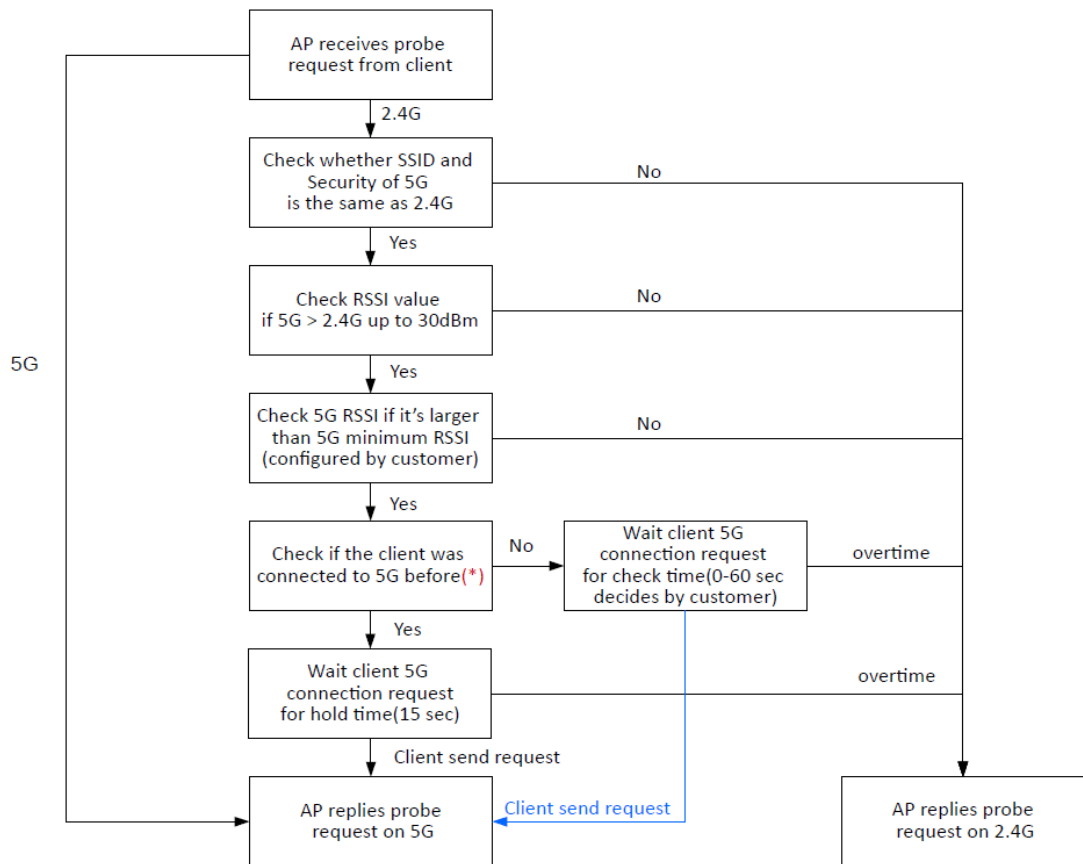 AP receives probe
request from client
2.4G
Check whether SSID and
Security of 5G
is the same as 2.4G
No
Yes
Check RSSI value
if 5G > 2.4G up to 30dBm
No
5G
Yes
Check 5G RSSI if it's larger
than 5G minimum RSSI
(configured by customer)
No
Yes
Check if the client was
connected to 5G before(*)
No
Wait client 5G
connection request
for check time(0-60 sec
decides by customer)
overtime
Yes
Wait client 5G
connection request
for hold time(15 sec)
overtime
Client send request
AP replies probe
request on 5G
Client send request
AP replies probe
request on 2.4G